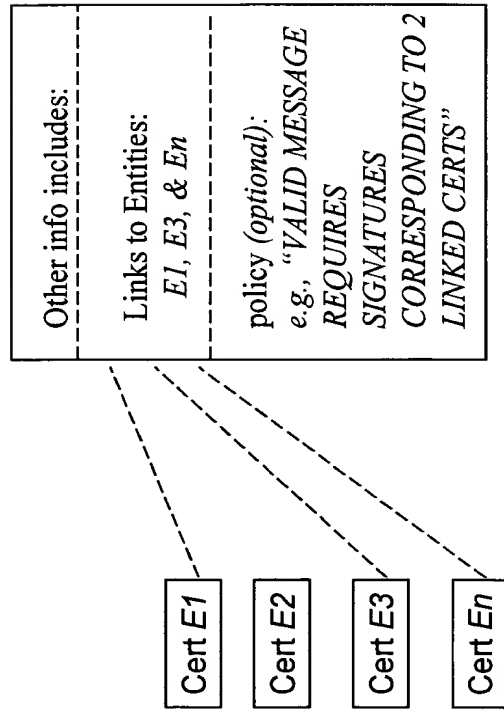 Other info includes:
Links to Entities:
E1, E3, & En
policy (optional):
e.g., "VALID MESSAGE
REQUIRES
SIGNATURES
CORRESPONDING TO 2
LINKED CERTS"
Cert E1
Cert E2
Cert E3
Cert En